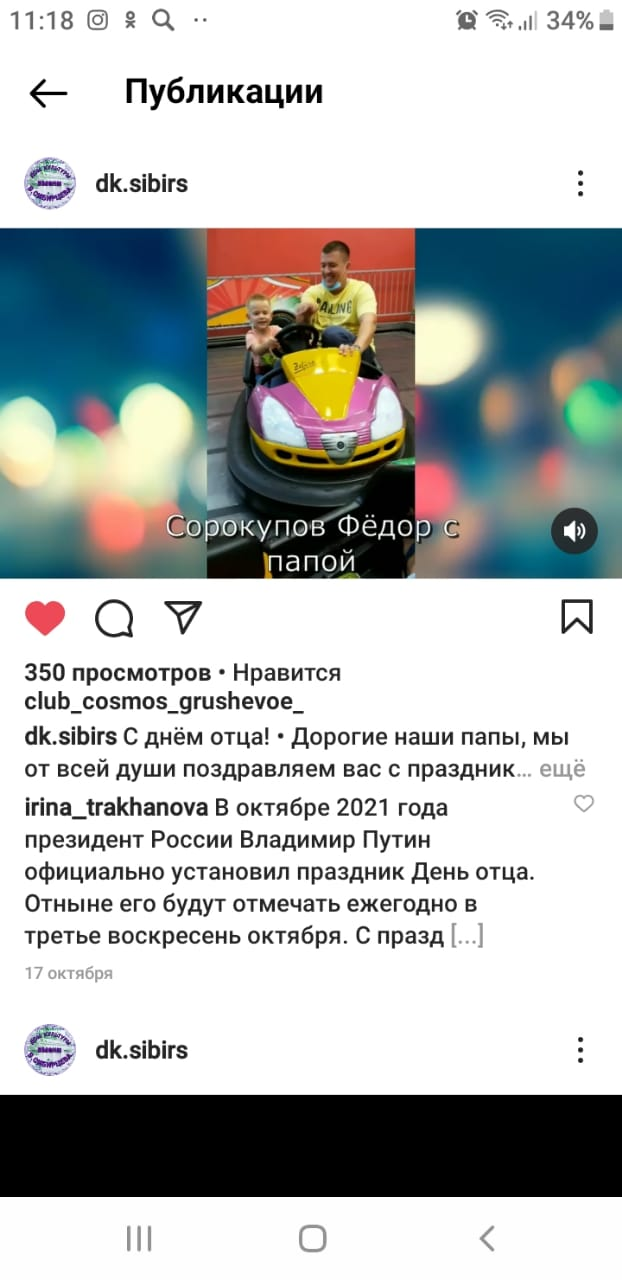 11:18
34%
Публикации
dk.sibirs
Сорокупов Фёдор с
папой
350 просмотров • Нравится
club_cosmos_grushevoe_
dk.sibirs С днём отца! • Дорогие наши папы, мы
от всей души поздравляем вас с праздник... ещё
irina_trakhanova В октябре 2021 года
президент России Владимир Путин
официально установил праздник День отца.
Отныне его будут отмечать ежегодно в
третье воскресень октября. С празд [...]
17 октября
dk.sibirs